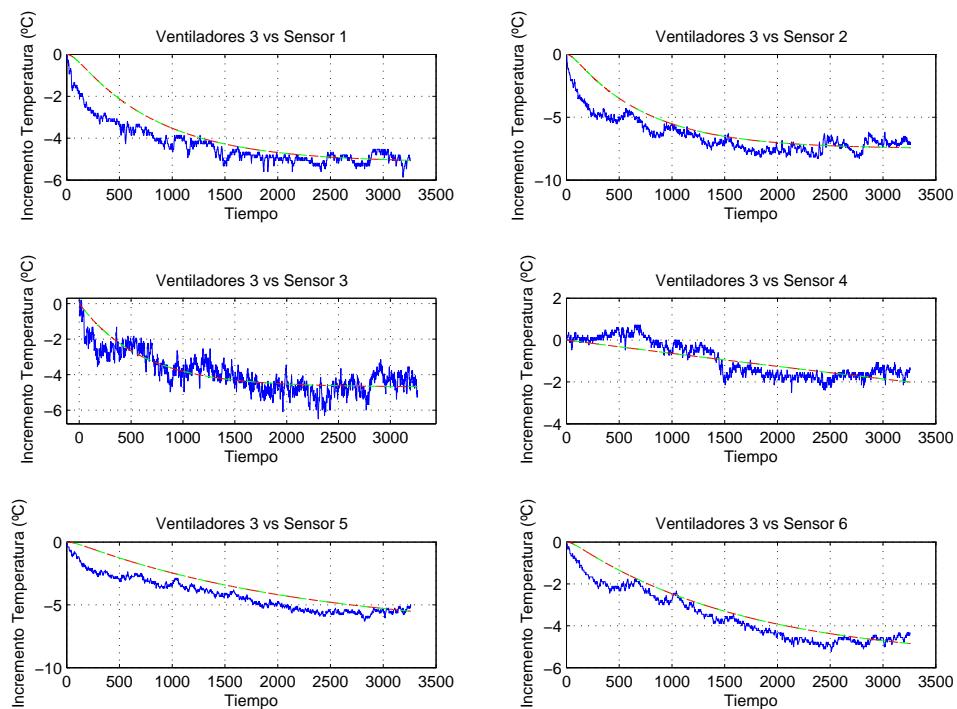 Ventiladores 3 vs Sensor 1
Incremento Temperatura (ºC)
0
−2
−4
−6
0 500 1000 1500 2000 2500 3000 3500
Tiempo
Ventiladores 3 vs Sensor 2
Incremento Temperatura (ºC)
0
−5
−10
0 500 1000 1500 2000 2500 3000 3500
Tiempo
Ventiladores 3 vs Sensor 3
Incremento Temperatura (ºC)
0
−2
−4
−6
0 500 1000 1500 2000 2500 3000
Tiempo
Ventiladores 3 vs Sensor 4
Incremento Temperatura (ºC)
2
0
−2
−4
0 500 1000 1500 2000 2500 3000 3500
Tiempo
Ventiladores 3 vs Sensor 5
Incremento Temperatura (ºC)
0
−5
−10
0 500 1000 1500 2000 2500 3000 3500
Tiempo
Ventiladores 3 vs Sensor 6
Incremento Temperatura (ºC)
0
−2
−4
−6
0 500 1000 1500 2000 2500 3000 3500
Tiempo